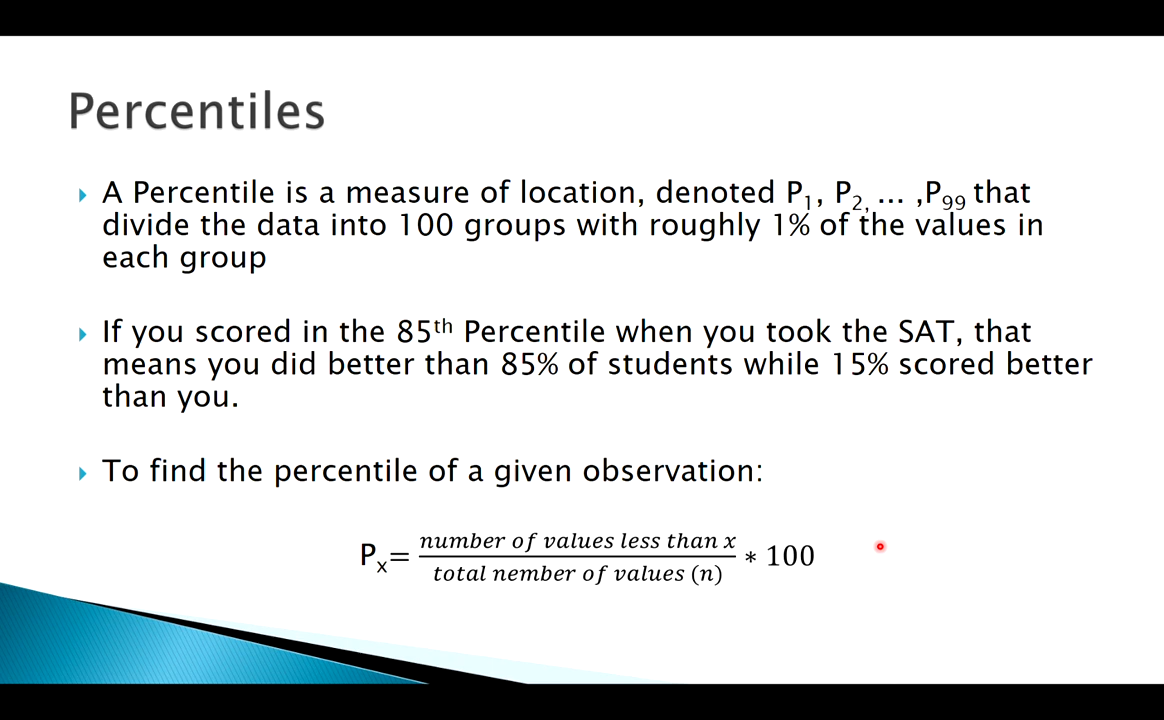 Percentiles
A Percentile is a measure of location, denoted P1, P2, ... ,P99 that
divide the data into 100 groups with roughly 1% of the values in
each group
If you scored in the 85th Percentile when you took the SAT, that
means you did better than 85% of students while 15% scored better
than you.
To find the percentile of a given observation:
Px= number of values less than x / total nember of values (n) * 100